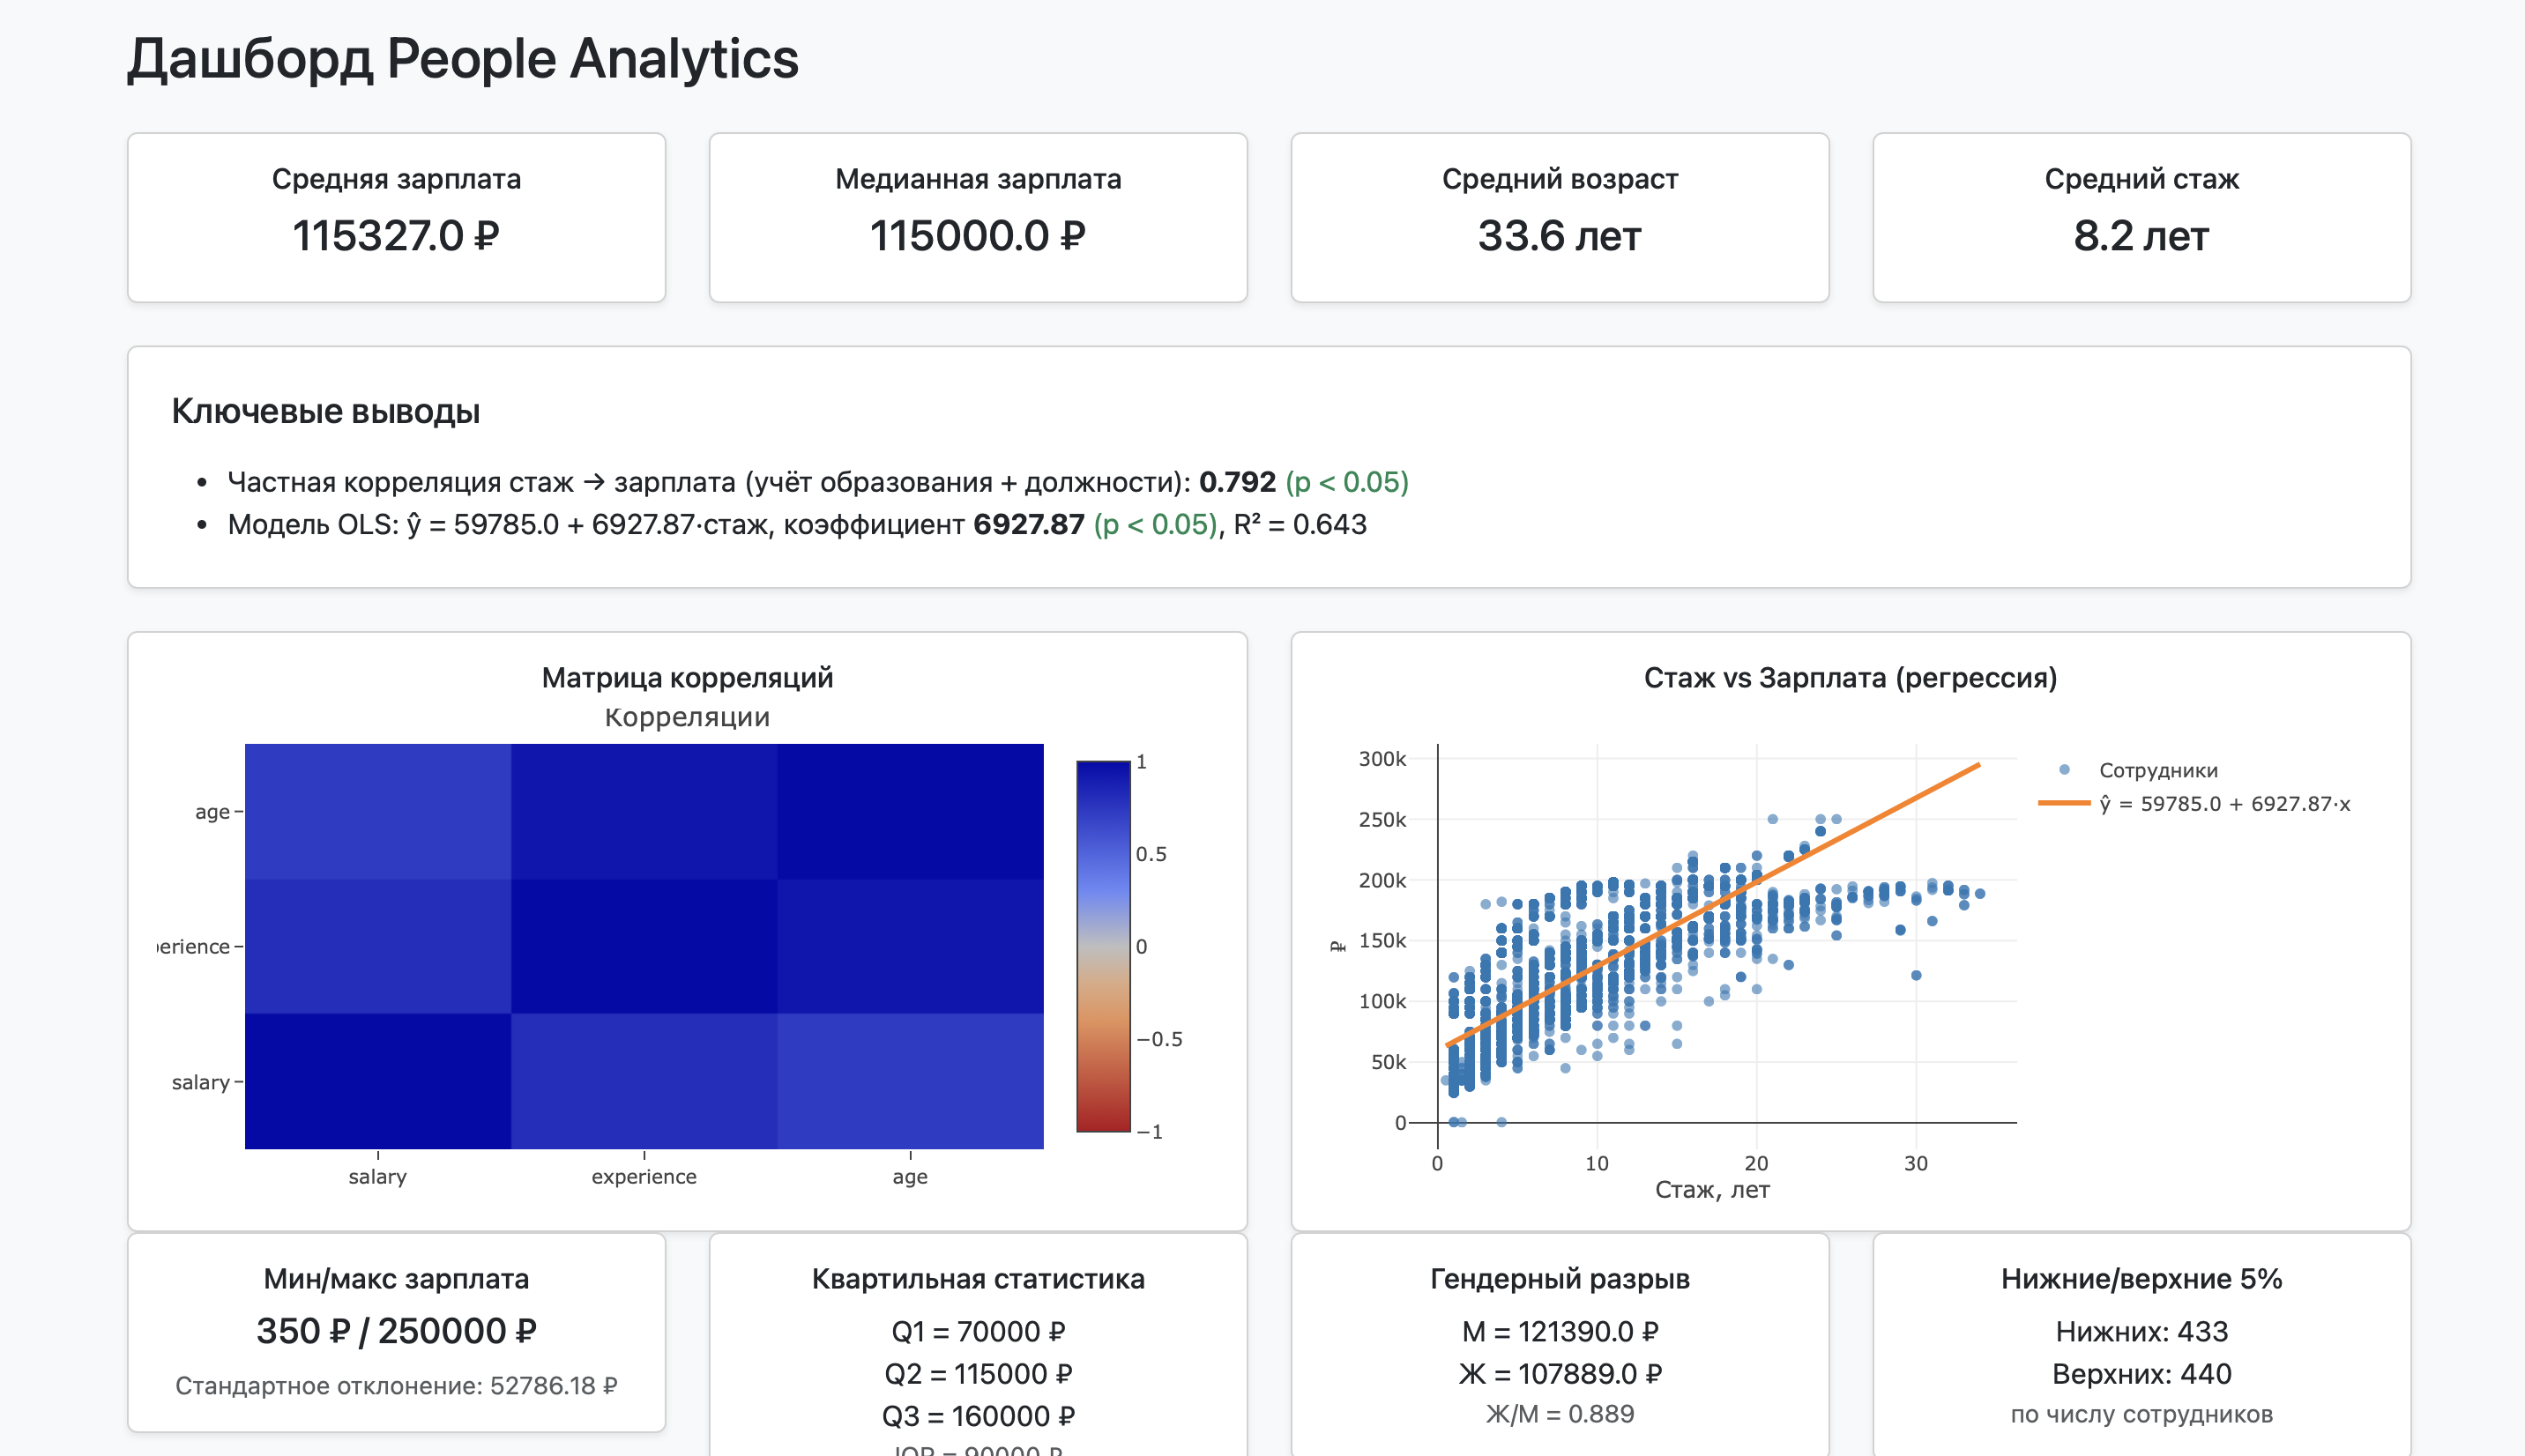 Дашборд People Analytics
Средняя зарплата
115327.0 ₽
Медианная зарплата
115000.0 ₽
Средний возраст
33.6 лет
Средний стаж
8.2 лет
Ключевые выводы
• Частная корреляция стаж → зарплата (учёт образования + должности): 0.792 (p < 0.05)
• Модель OLS: ŷ = 59785.0 + 6927.87·стаж, коэффициент 6927.87 (p < 0.05), R² = 0.643
Матрица корреляций
Корреляции
age
perience
salary
salary
experience
age
1
0.5
0
−0.5
−1
Стаж vs Зарплата (регрессия)
300k
250k
200k
150k
100k
50k
0
₽
0
10
20
30
Стаж, лет
Сотрудники
ŷ = 59785.0 + 6927.87·x
Мин/макс зарплата
350 ₽ / 250000 ₽
Стандартное отклонение: 52786.18 ₽
Квартильная статистика
Q1 = 70000 ₽
Q2 = 115000 ₽
Q3 = 160000 ₽
IQR = 90000 ₽
Гендерный разрыв
М = 121390.0 ₽
Ж = 107889.0 ₽
Ж/М = 0.889
Нижние/верхние 5%
Нижних: 433
Верхних: 440
по числу сотрудников